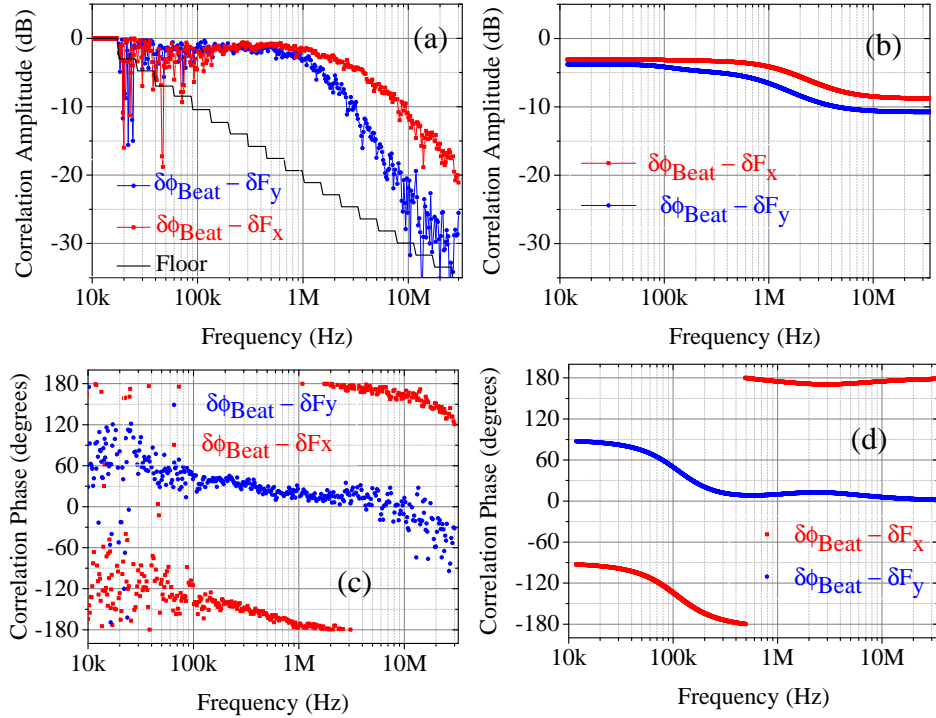 Correlation Amplitude (dB)
0
-10
-20
-30
(a)
δϕBeat − δFy
δϕBeat − δFx
Floor
10k 100k 1M 10M
Frequency (Hz)
Correlation Amplitude (dB)
0
-10
-20
-30
(b)
δϕBeat − δFx
δϕBeat − δFy
10k 100k 1M 10M
Frequency (Hz)
Correlation Phase (degrees)
180
120
60
0
-60
-120
-180
δϕBeat − δFy
δϕBeat − δFx
(c)
10k 100k 1M 10M
Frequency (Hz)
Correlation Phase (degrees)
180
120
60
0
-60
-120
-180
(d)
δϕBeat − δFx
δϕBeat − δFy
10k 100k 1M 10M
Frequency (Hz)